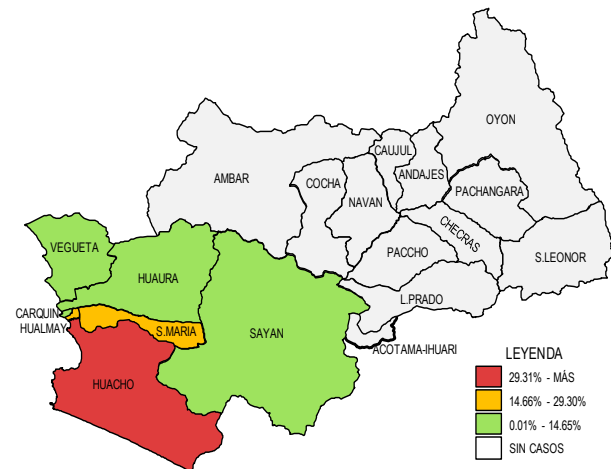 OYON
CAUJUL
ANDAJES
AMBAR
COCHA
NAVAN
PACHANGARA
CHECRAS
VEGUETA
HUAURA
PACCHO
S.LEONOR
L.PRADO
CARQUIN
HUALMAY
S.MARIA
SAYAN
ACOTAMA-IHUARI
HUACHO
LEYENDA
29.31% - MÁS
14.66% - 29.30%
0.01% - 14.65%
SIN CASOS